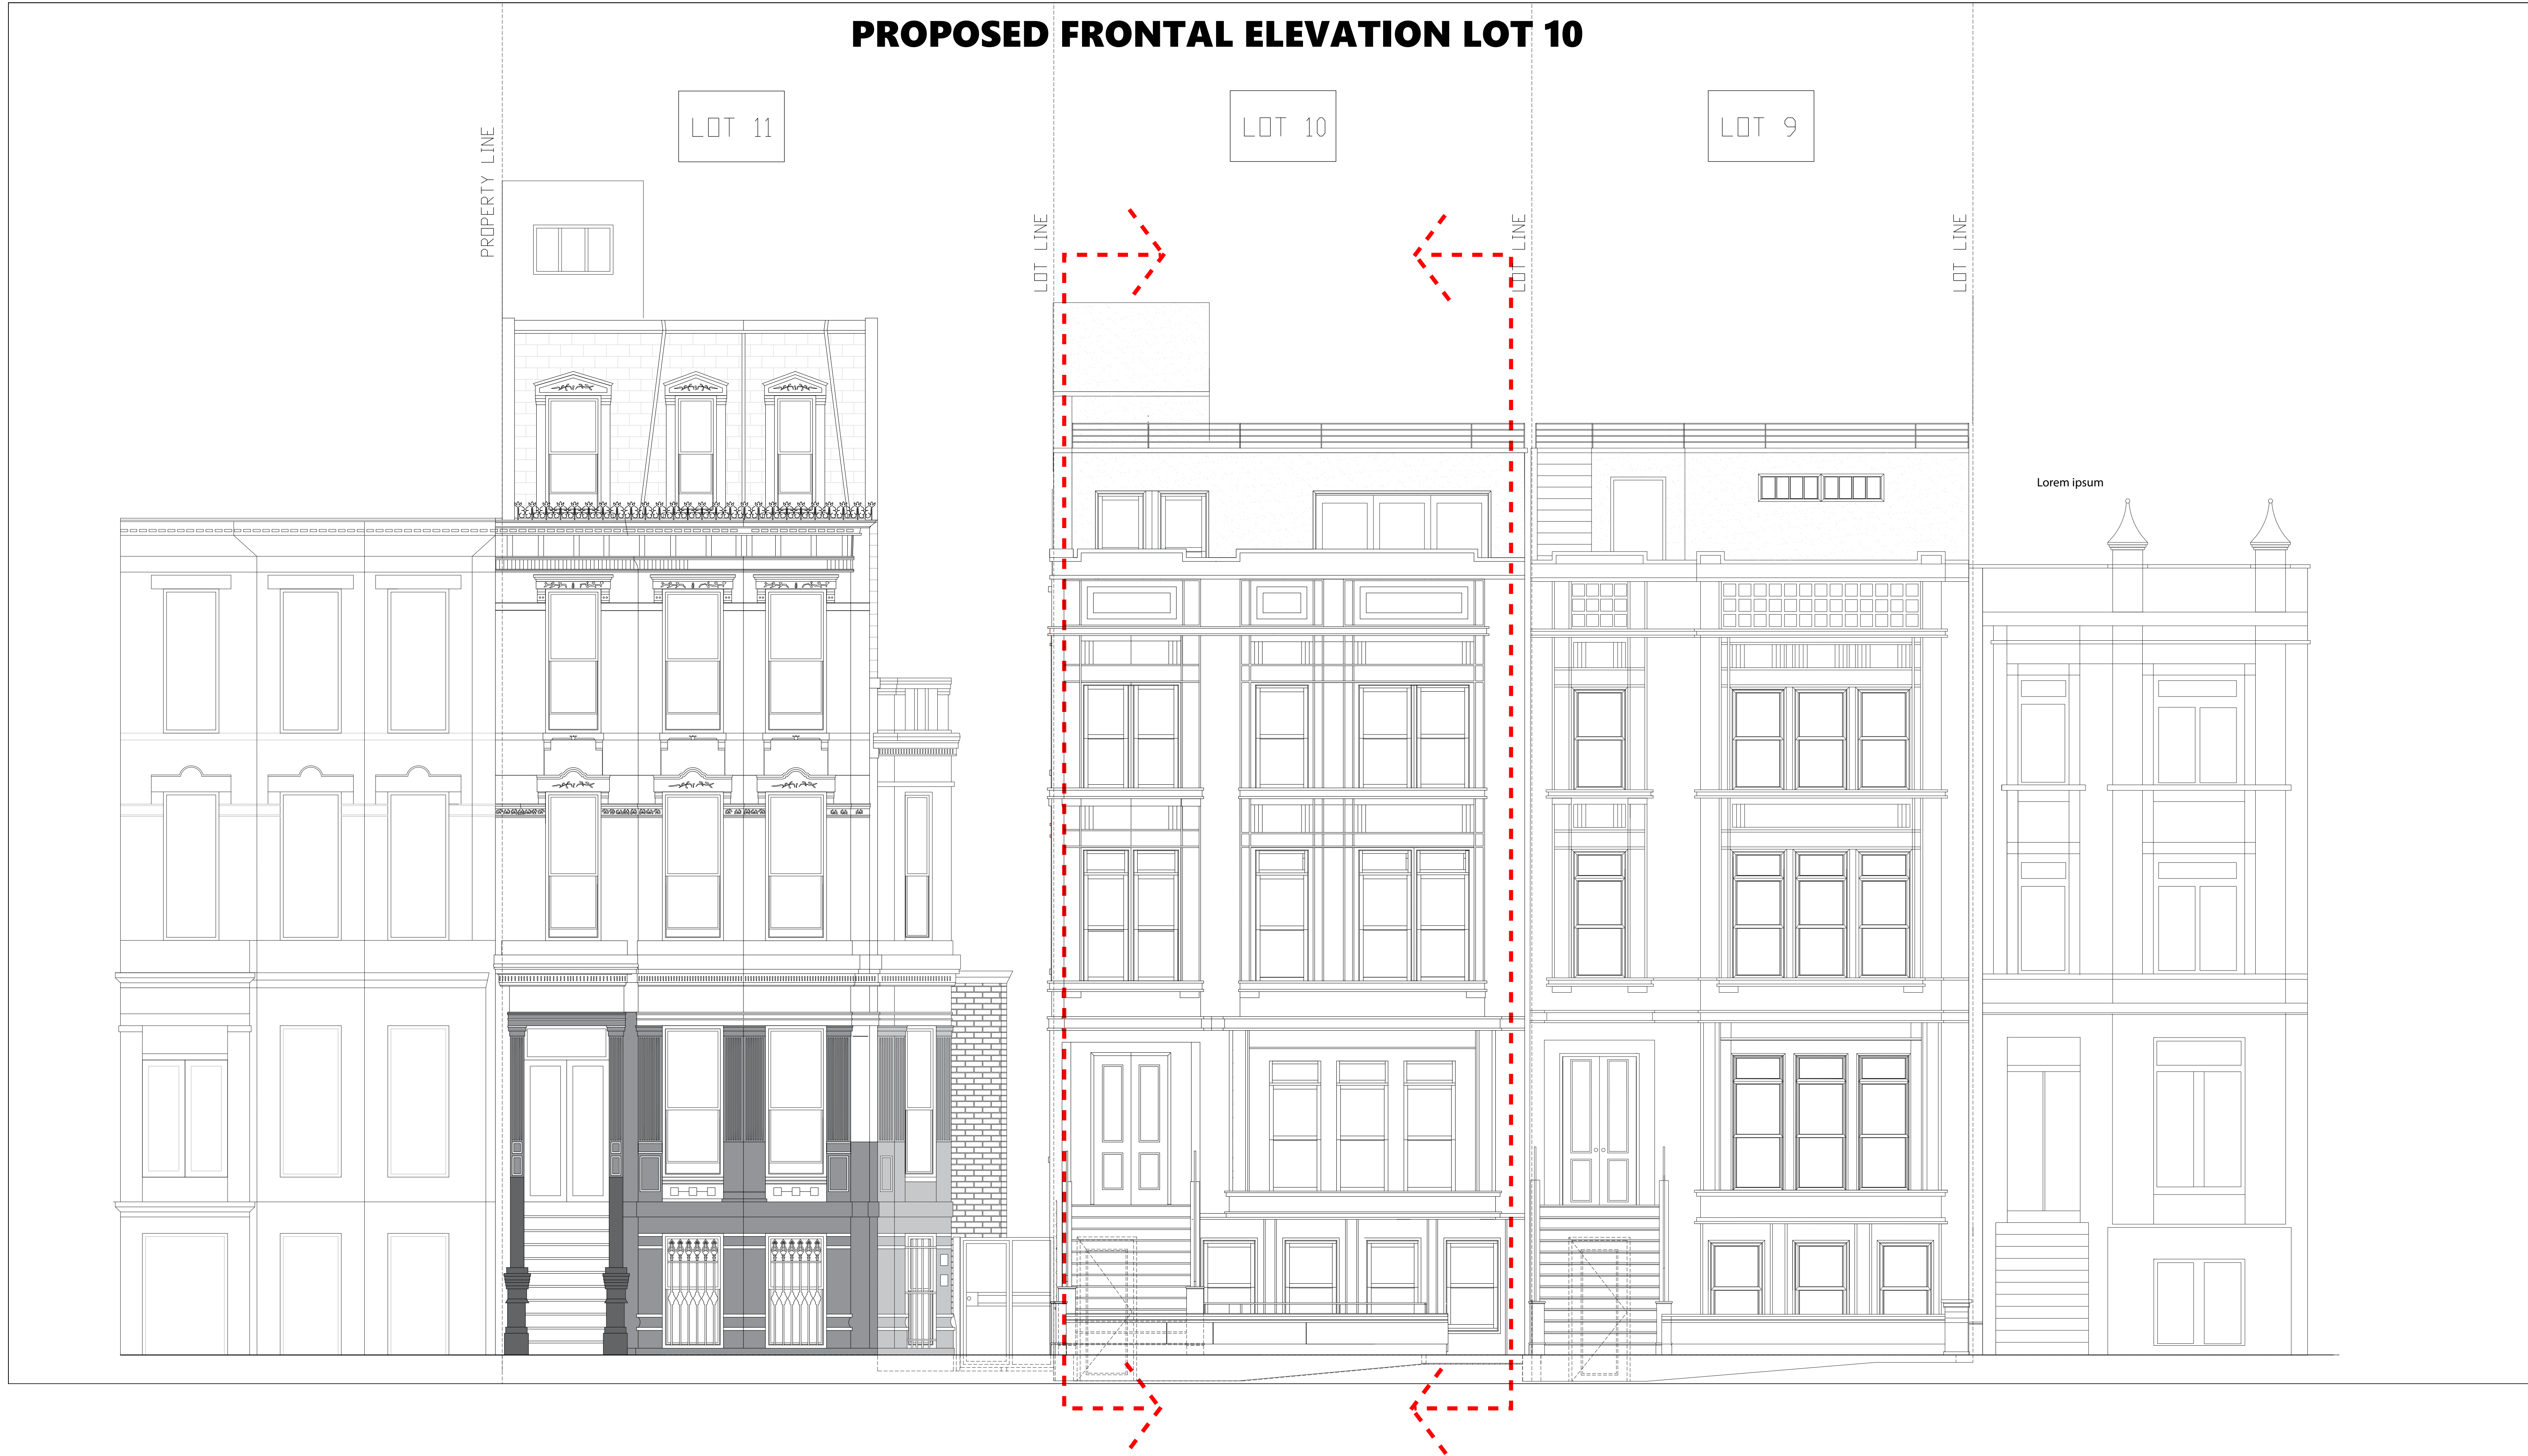 PROPOSED FRONTAL ELEVATION LOT 10
LOT 11
LOT 10
LOT 9
PROPERTY LINE
LOT LINE
LOT LINE
LOT LINE
Lorem ipsum